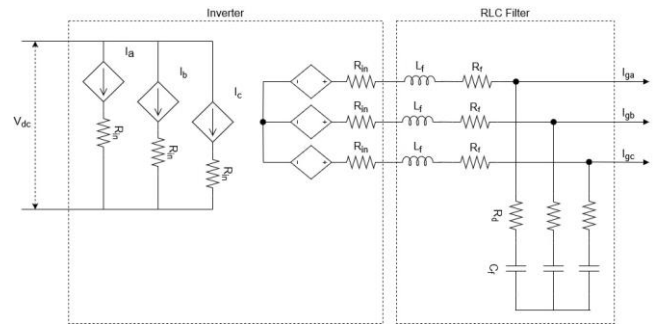 Inverter
RLC Filter
Ia
Ib
Ic
Vdc
Rin
Rin
Rin
Rin
Lf
Rf
Iga
Rin
Lf
Rf
Igb
Rin
Lf
Rf
Igc
Rd
Cf